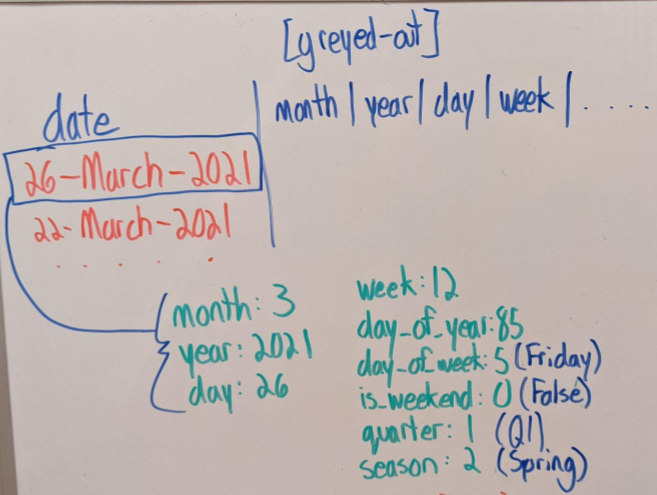 [greyed-out]
date
month | year | day | week | .....
26-March-2021
22-March-2021
.....
month: 3
year: 2021
day: 26
week: 12
day_of_year: 85
day_of_week: 5 (Friday)
is_weekend: 0 (False)
quarter: 1 (Q1)
season: 2 (Spring)